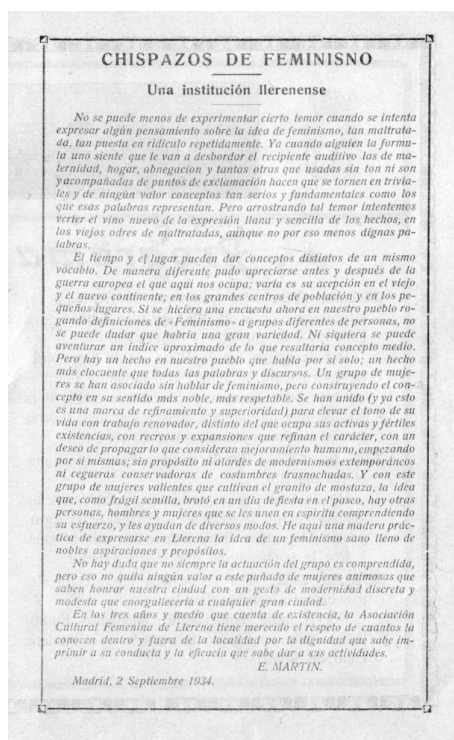 CHISPAZOS DE FEMINISNO
Una institución llerenense
No se puede menos de experimentar cierto temor cuando se intenta
expresar algún pensamiento sobre la idea de feminismo, tan maltrata-
da, tan puesta en ridículo repetidamente. Ya cuando alguien la formu-
la uno siente que le van a desbordar el recipiente auditivo las de ma-
ternidad, hogar, abnegacion y tantas otras que usadas sin ton ni son
y acompañadas de puntos de exclamación hacen que se tornen en trivia-
les y de ningún valor conceptos tan serios y fundamentales como los
que esas palabras representan. Pero arrostrando tal temor intentemos
verter el vino nuevo de la expresión llana y sencilla de los hechos, en
los viejos odres de maltratadas, aunque no por eso menos dignas pa-
labras.
El tiempo y el lugar pueden dar conceptos distintos de un mismo
vocablo. De manera diferente pudo apreciarse antes y después de la
guerra europea el que aquí nos ocupa; varía es su acepción en el viejo
y el nuevo continente; en los grandes centros de población y en los pe-
queños lugares. Si se hiciera una encuesta ahora en nuestro pueblo ro-
gando definiciones de «Feminismo» a grupos diferentes de personas, no
se puede dudar que habría una gran variedad. Ni siquiera se puede
aventurar un índice aproximado de lo que resultaría concepto medio.
Pero hay un hecho en nuestro pueblo que habla por si solo; un hecho
más elocuente que todas las palabras y discursos. Un grupo de muje-
res se han asociado sin hablar de feminismo, pero construyendo el con-
cepto en su sentido más noble, más respetable. Se han unido (y ya esto
es una marca de refinamiento y superioridad) para elevar el tono de su
vida con trabajo renovador, distinto del que ocupa sus activas y fértiles
existencias, con recreos y expansiones que refinan el carácter, con un
deseo de propagar lo que consideran mejoramiento humano, empezando
por si mismas; sin propósito ni alardes de modernismos extemporáneos
ni cegueras conservadoras de costumbres trasnochadas. Y con este
grupo de mujeres valientes que cultivan el granito de mostaza, la idea
que, como frágil semilla, brotó en un día de fiesta en el paseo, hay otras
personas, hombres y mujeres que se les unen en espíritu comprendiendo
su esfuerzo, y les ayudan de diversos modos. He aquí una madera prác-
tica de expresarse en Llerena la idea de un feminismo sano lleno de
nobles aspiraciones y propósitos.
No hay duda que no siempre la actuación del grupo es comprendida,
pero eso no quita ningún valor a este puñado de mujeres animosas que
saben honrar nuestra ciudad con un gesto de modernidad discreta y
modesta que enorgullecería a cualquier gran ciudad.
En los tres años y medio que cuenta de existencia, la Asociación
Cultural Femenina de Llerena tiene merecido el respeto de cuantos la
conocen dentro y fuera de la localidad por la dignidad que sabe im-
primir a su conducta y la eficacia que sabe dar a sus actividades.
E. MARTIN.
Madrid, 2 Septiembre 1934.